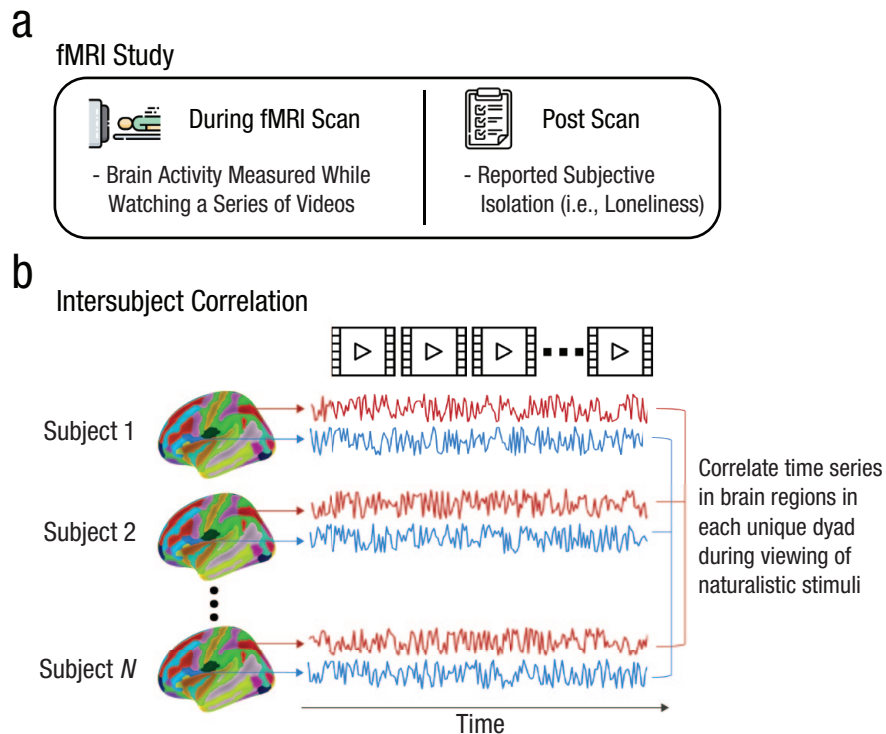 a
fMRI Study
During fMRI Scan
- Brain Activity Measured While
Watching a Series of Videos
Post Scan
- Reported Subjective
Isolation (i.e., Loneliness)
b
Intersubject Correlation
Subject 1
Subject 2
Subject N
Correlate time series
in brain regions in
each unique dyad
during viewing of
naturalistic stimuli
Time